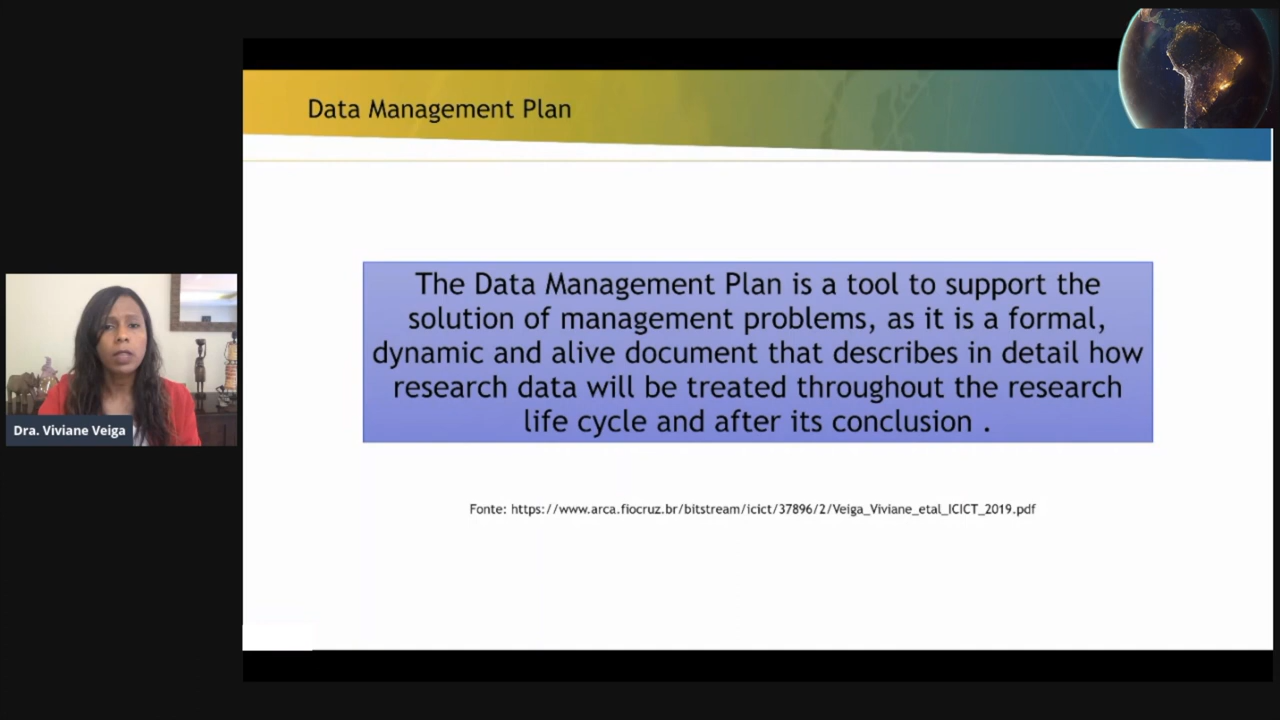 Data Management Plan
The Data Management Plan is a tool to support the
solution of management problems, as it is a formal,
dynamic and alive document that describes in detail how
research data will be treated throughout the research
life cycle and after its conclusion .
Fonte: https://www.arca.fiocruz.br/bitstream/icict/37896/2/Veiga_Viviane_etal_ICICT_2019.pdf
Dra. Viviane Veiga